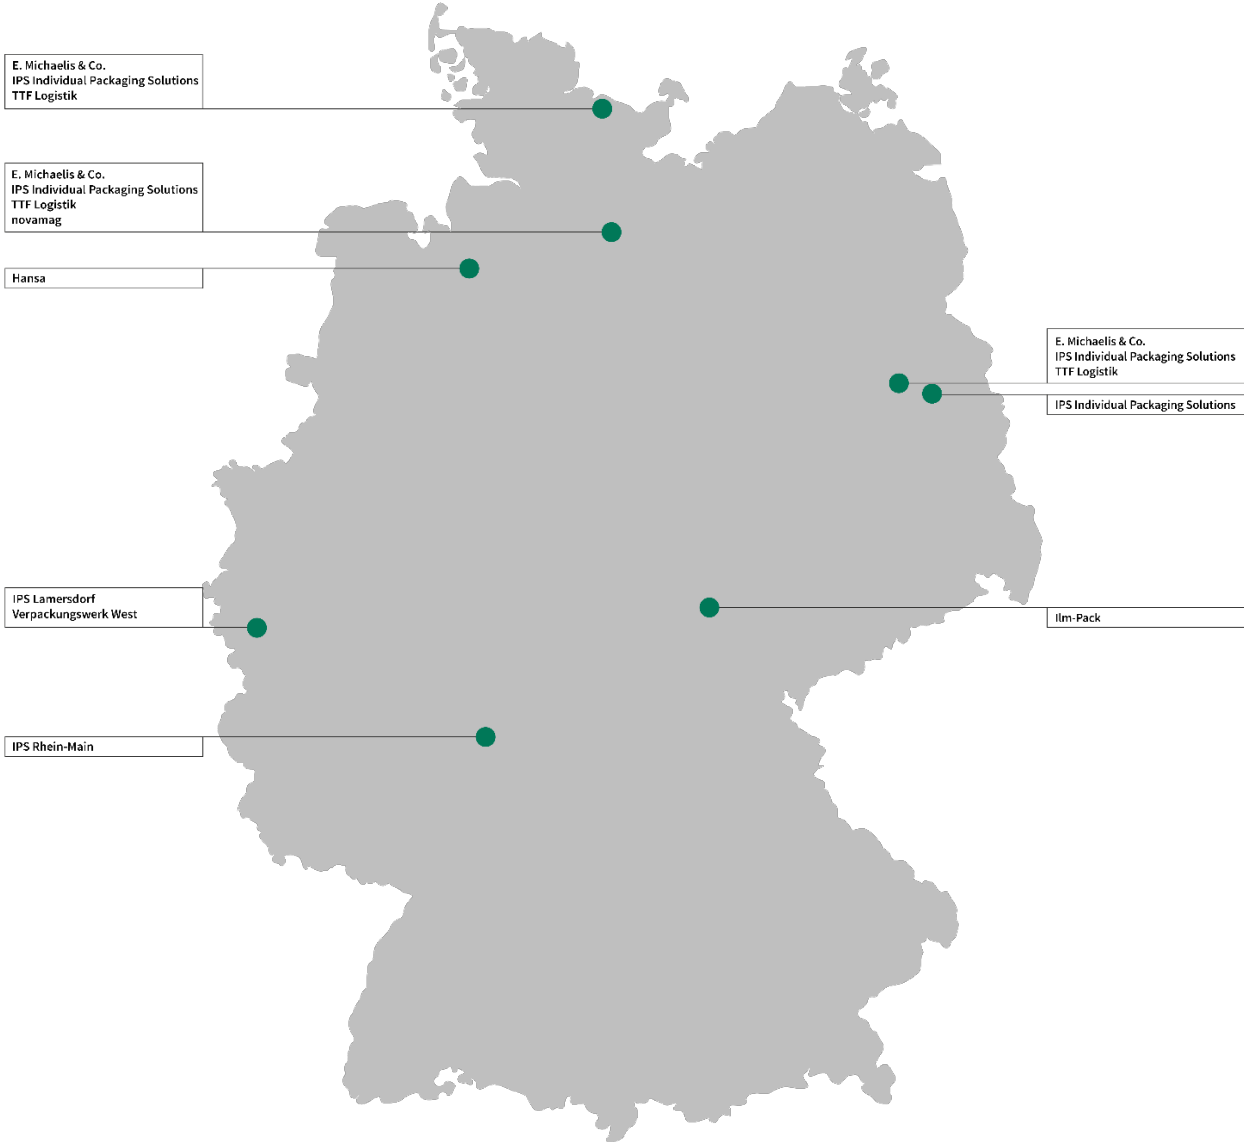 E. Michaelis & Co.
IPS Individual Packaging Solutions
TTF Logistik
E. Michaelis & Co.
IPS Individual Packaging Solutions
TTF Logistik
novamag
Hansa
E. Michaelis & Co.
IPS Individual Packaging Solutions
TTF Logistik
IPS Individual Packaging Solutions
IPS Lamersdorf
Verpackungswerk West
Ilm-Pack
IPS Rhein-Main